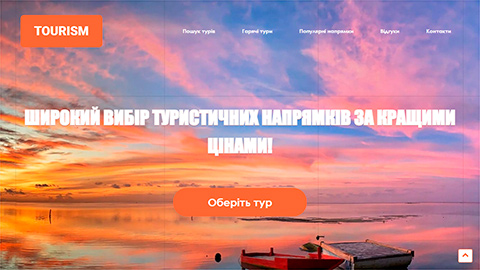 TOURISM
Пошук турів Гарячі тури Популярні напрямки Відгуки Контакти
ШИРОКИЙ ВИБІР ТУРИСТИЧНИХ НАПРЯМКІВ ЗА КРАЩИМИ
ЦІНАМИ!
Оберіть тур